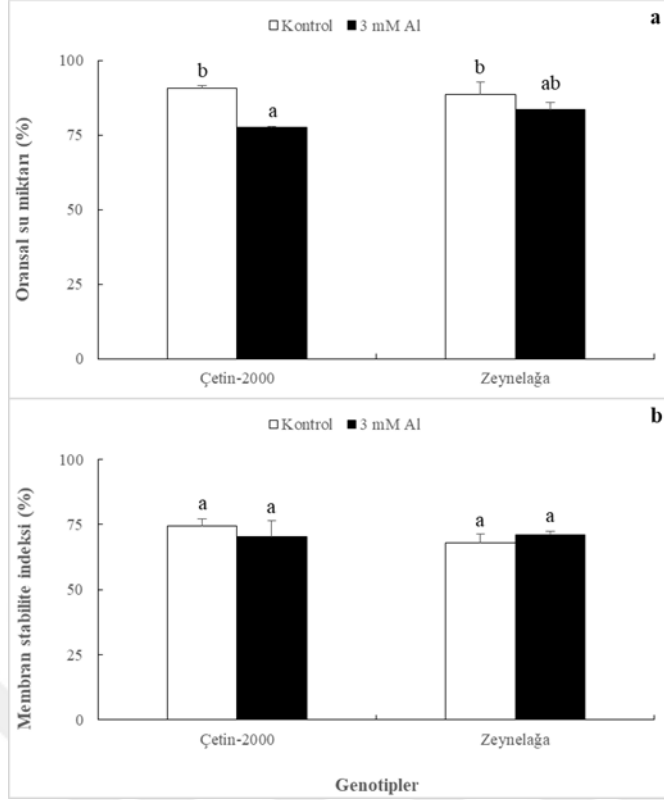 a
Kontrol 3 mM Al
Oransal su miktarı (%)
100
75
50
25
0
b
a
b
ab
Çetin-2000
Zeynelağa
b
Kontrol 3 mM Al
Membran stabilite indeksi (%)
100
75
50
25
0
a
a
a
a
Çetin-2000
Zeynelağa
Genotipler